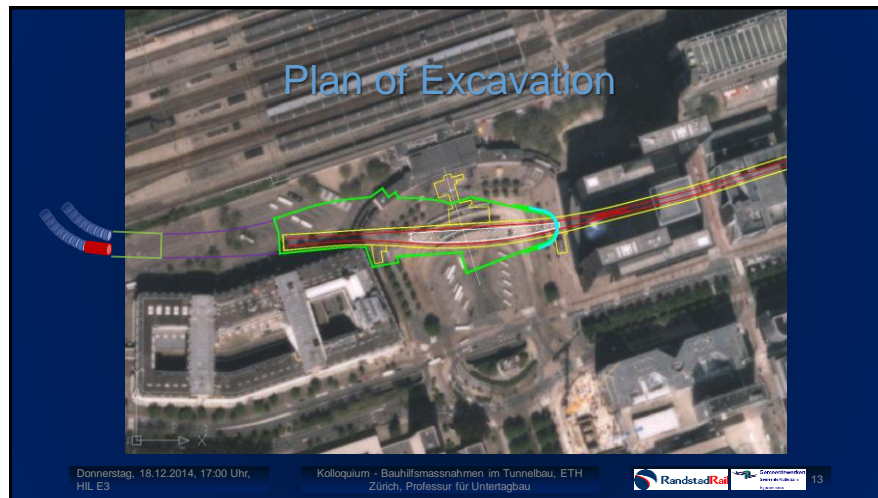 Plan of Excavation
X
Donnerstag, 18.12.2014, 17:00 Uhr,
HIL E3
Kolloquium - Bauhilfsmassnahmen im Tunnelbau, ETH
Zürich, Professur für Untertagbau
RandstadRail
Gemeentewerken
13